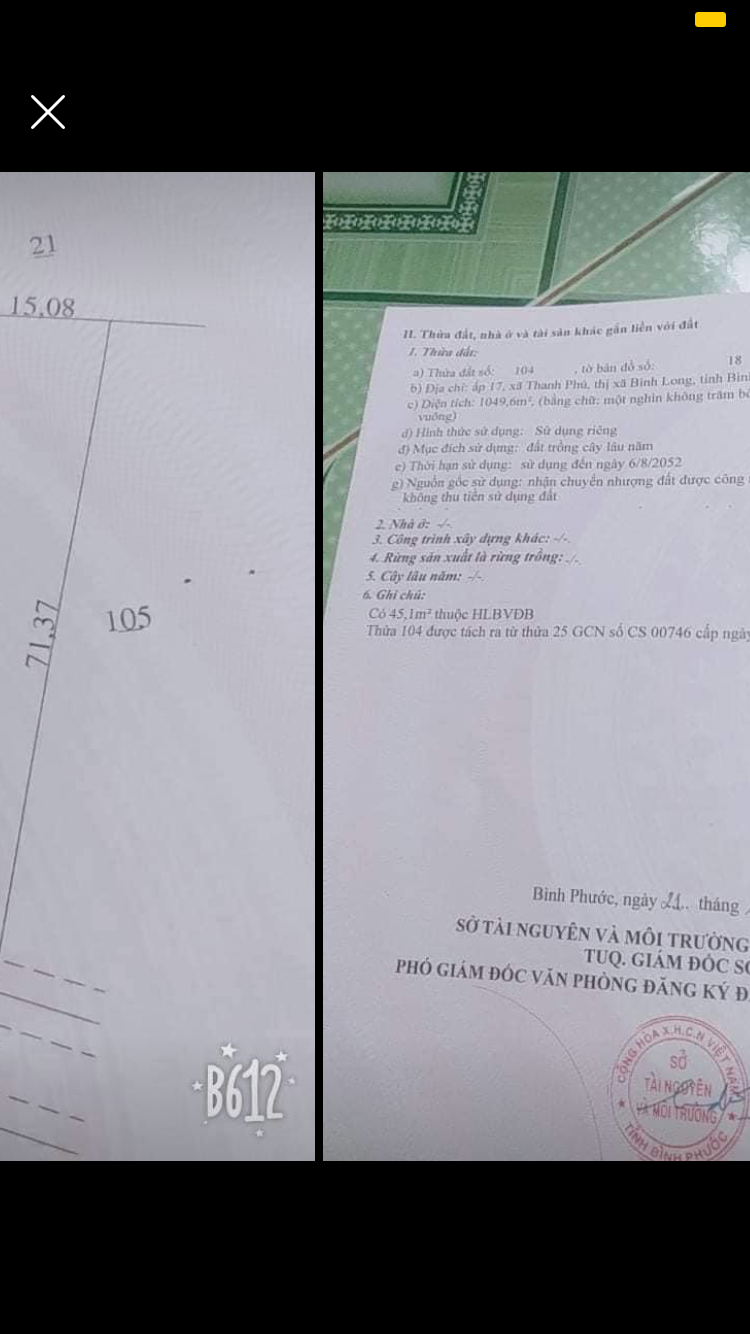 21
15,08
71,37
105
B612
II. Thửa đất, nhà ở và tài sản khác gắn liền với đất
1. Thửa đất:
a) Thửa đất số: 104 , tờ bản đồ số: 18
b) Địa chỉ: ấp 17, xã Thanh Phú, thị xã Bình Long, tỉnh Bìn
c) Diện tích: 1049,6m², (bằng chữ: một nghìn không trăm bố
vuông)
d) Hình thức sử dụng: Sử dụng riêng
đ) Mục đích sử dụng: đất trồng cây lâu năm
e) Thời hạn sử dụng: sử dụng đến ngày 6/8/2052
g) Nguồn gốc sử dụng: nhận chuyển nhượng đất được công
không thu tiền sử dụng đất
2. Nhà ở: -/-.
3. Công trình xây dựng khác: -/-.
4. Rừng sản xuất là rừng trồng: -/-.
5. Cây lâu năm: -/-.
6. Ghi chú:
Có 45,1m² thuộc HLBVĐB
Thửa 104 được tách ra từ thửa 25 GCN số CS 00746 cấp ngày
Bình Phước, ngày 21.. tháng
SỞ TÀI NGUYÊN VÀ MÔI TRƯỜNG
TUQ. GIÁM ĐỐC SỞ
PHÓ GIÁM ĐỐC VĂN PHÒNG ĐĂNG KÝ Đ
CỘNG HÒA X.H.C.N VIỆT NAM
SỞ
TÀI NGUYÊN
VÀ MÔI TRƯỜNG
TỈNH BÌNH PHƯỚC